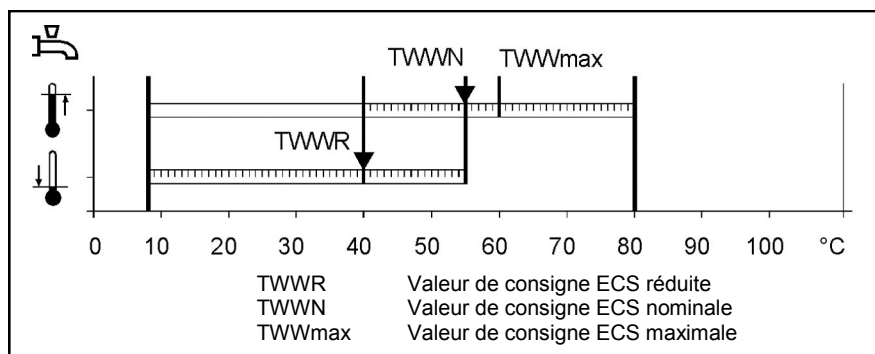 TWWN TWWmax
TWWR
0 10 20 30 40 50 60 70 80 90 100 °C
TWWR Valeur de consigne ECS réduite
TWWN Valeur de consigne ECS nominale
TWWmax Valeur de consigne ECS maximale